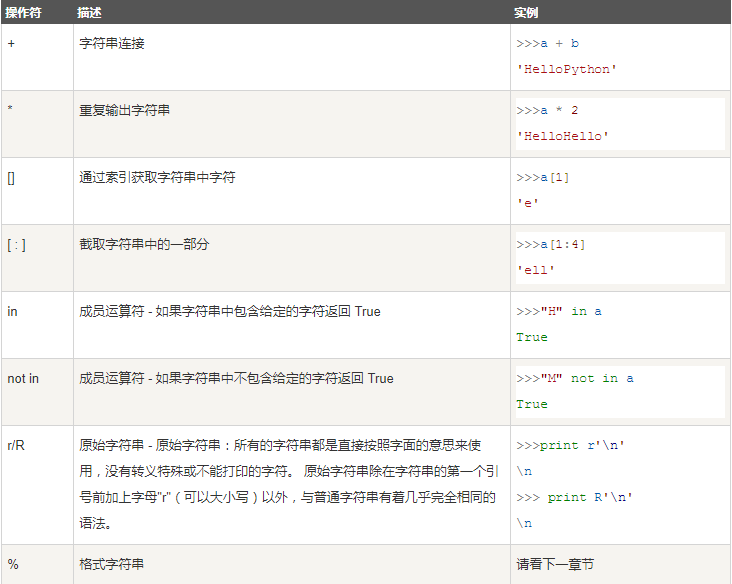 操作符 描述 实例
+ 字符串连接 >>>a + b
'HelloPython'
* 重复输出字符串 >>>a * 2
'HelloHello'
[] 通过索引获取字符串中字符 >>>a[1]
'e'
[ : ] 截取字符串中的一部分 >>>a[1:4]
'ell'
in 成员运算符 - 如果字符串中包含给定的字符返回 True >>>"H" in a
True
not in 成员运算符 - 如果字符串中不包含给定的字符返回 True >>>"M" not in a
True
r/R 原始字符串 - 原始字符串：所有的字符串都是直接按照字面的意思来使 >>>print r'\n'
用，没有转义特殊或不能打印的字符。 原始字符串除在字符串的第一个引 \n
号前加上字母"r"（可以大小写）以外，与普通字符串有着几乎完全相同的 >>> print R'\n'
语法。 \n
% 格式字符串 请看下一章节